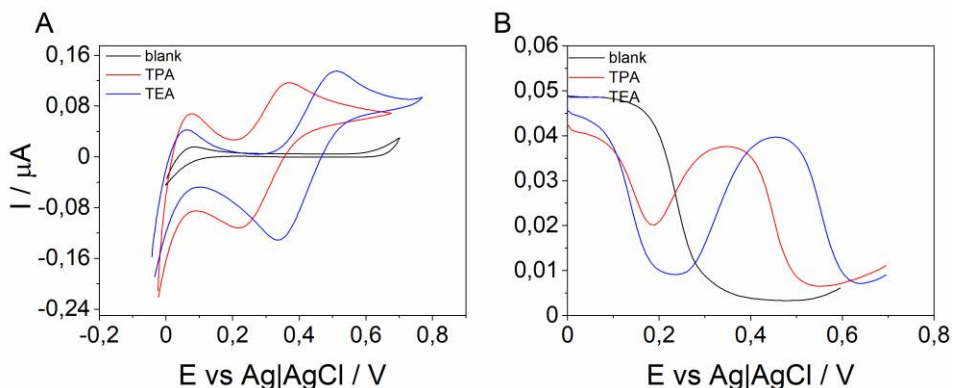 A
0,16
0,08
0
-0,08
-0,16
-0,24
I / μA
blank
TPA
TEA
-0,2 0 0,2 0,4 0,6 0,8
E vs Ag|AgCl / V
B
0,06
0,05
0,04
0,03
0,02
0,01
0
blank
TPA
TEA
0 0,2 0,4 0,6 0,8
E vs Ag|AgCl / V